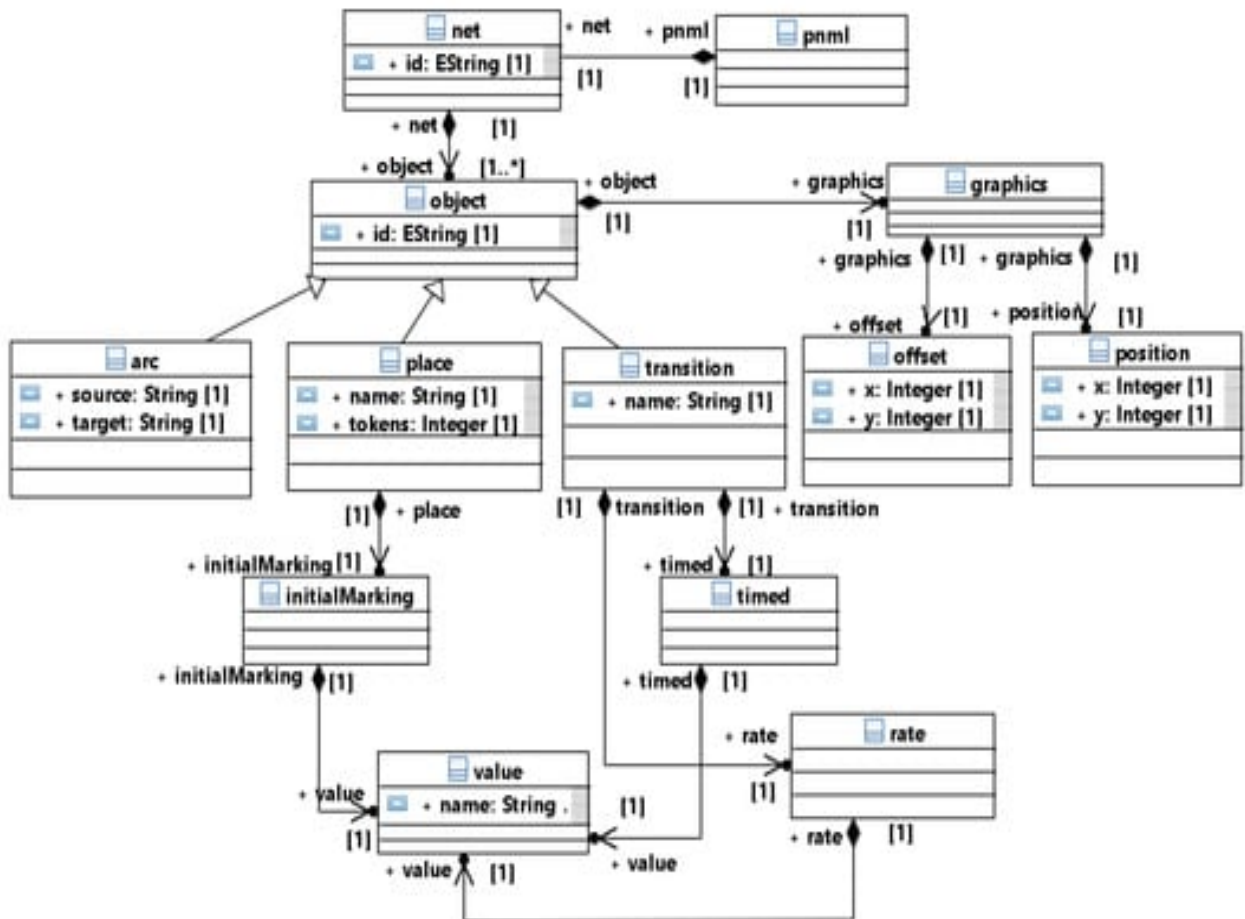 net
+ id: EString [1]
+ net
[1]
+ pnml
[1]
pnml
+ net
[1]
+ object
[1..*]
object
+ id: EString [1]
+ object
[1]
+ graphics
[1]
graphics
+ graphics
[1]
+ graphics
[1]
+ offset
[1]
+ position
[1]
arc
+ source: String [1]
+ target: String [1]
place
+ name: String [1]
+ tokens: Integer [1]
transition
+ name: String [1]
offset
+ x: Integer [1]
+ y: Integer [1]
position
+ x: Integer [1]
+ y: Integer [1]
[1]
+ place
[1]
transition
[1]
+ transition
+ initialMarking
[1]
+ timed
[1]
initialMarking
timed
+ initialMarking
[1]
+ timed
[1]
+ rate
[1]
rate
value
+ name: String .
+ value
[1]
[1]
+ value
+ value
[1]
+ rate
[1]